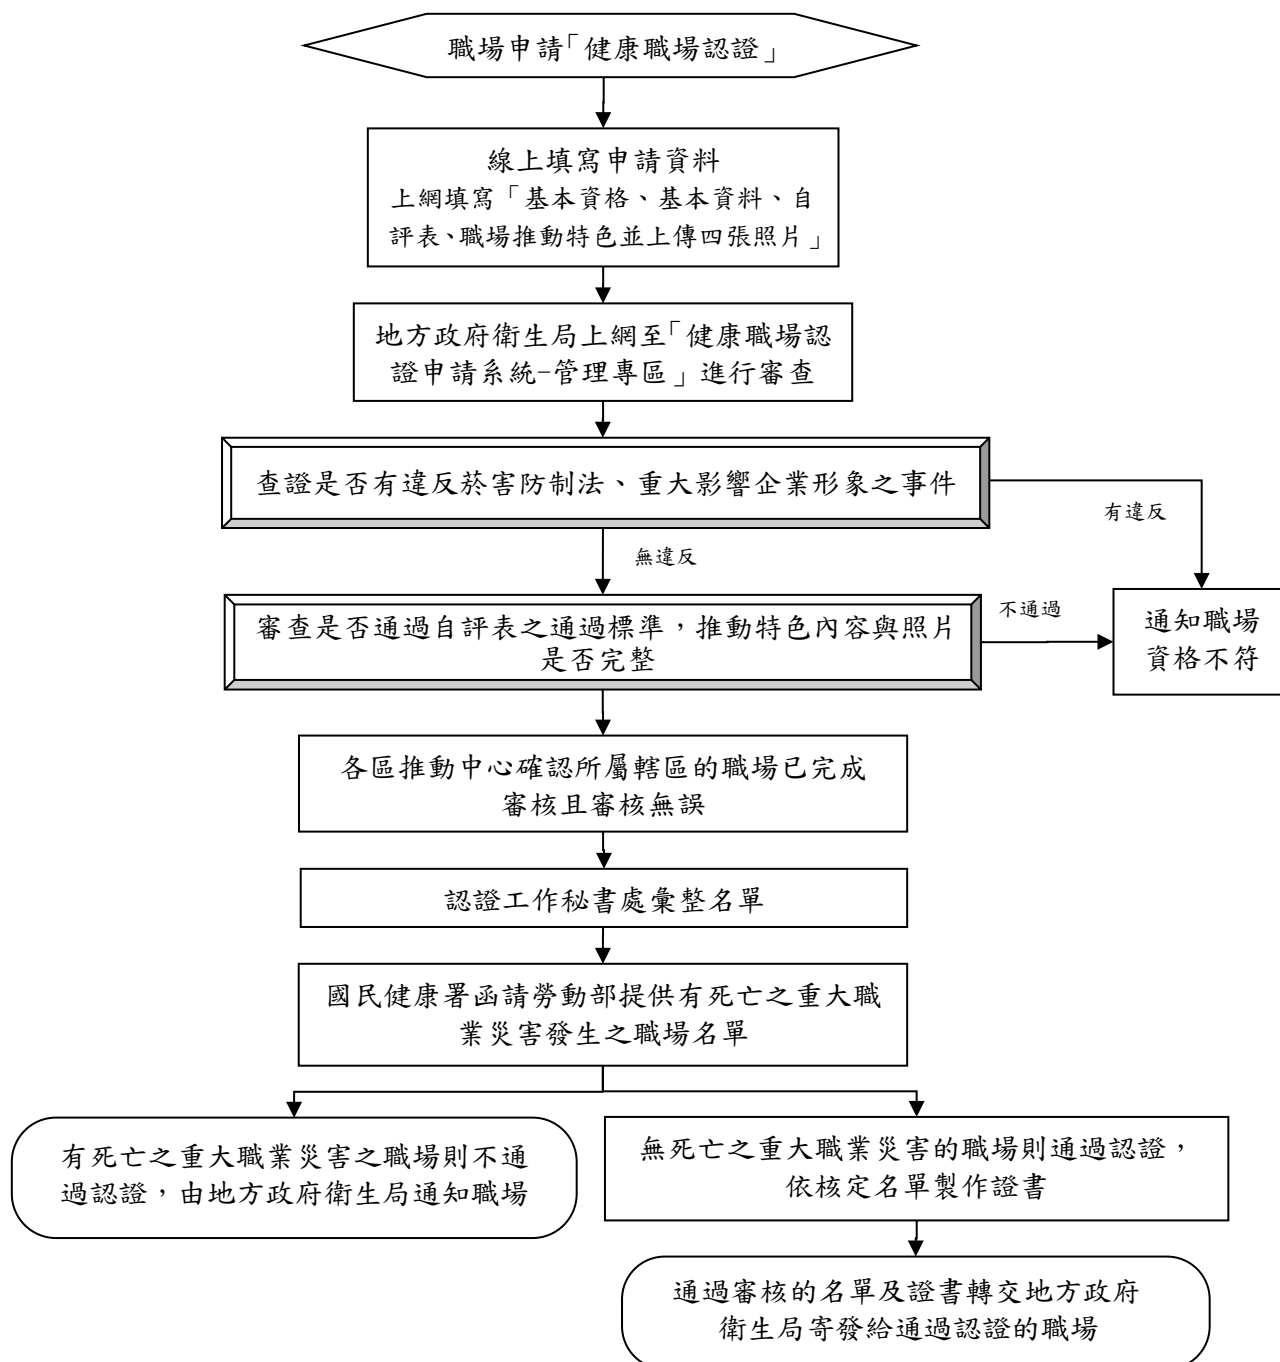 職場申請「健康職場認證」
線上填寫申請資料
上網填寫「基本資格、基本資料、自
評表、職場推動特色並上傳四張照片」
地方政府衛生局上網至「健康職場認
證申請系統-管理專區」進行審查
查證是否有違反菸害防制法、重大影響企業形象之事件
有違反
無違反
審查是否通過自評表之通過標準,推動特色內容與照片
是否完整
不通過
通知職場
資格不符
各區推動中心確認所屬轄區的職場已完成
審核且審核無誤
認證工作秘書處彙整名單
國民健康署函請勞動部提供有死亡之重大職
業災害發生之職場名單
有死亡之重大職業災害之職場則不通
過認證,由地方政府衛生局通知職場
無死亡之重大職業災害的職場則通過認證,
依核定名單製作證書
通過審核的名單及證書轉交地方政府
衛生局寄發給通過認證的職場